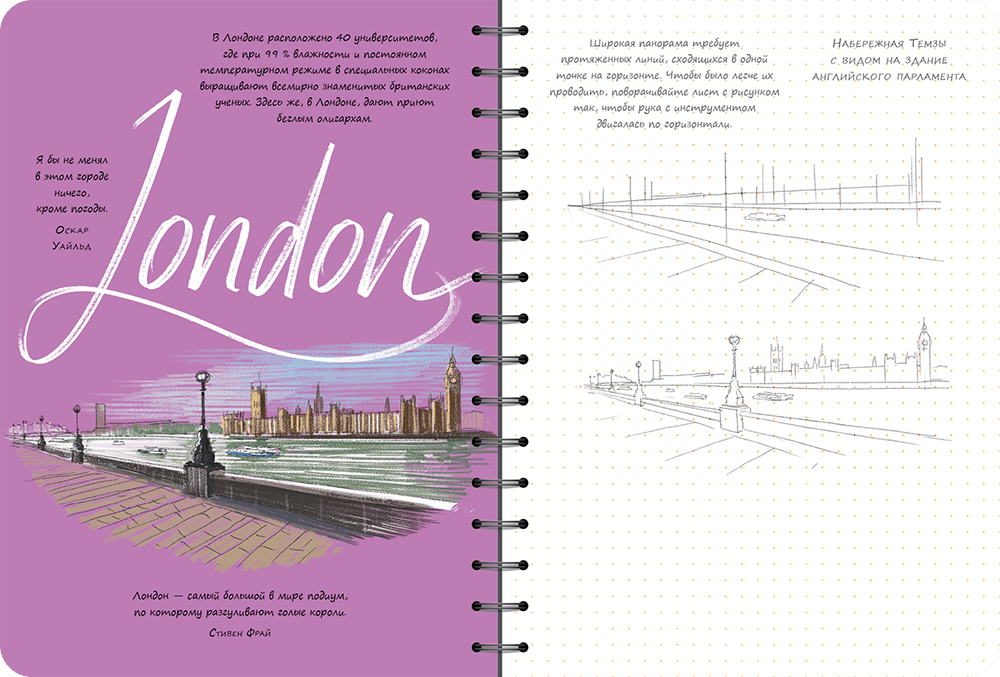 В Лондоне расположено 40 университетов,
где при 99 % влажности и постоянном
температурном режиме в специальных коконах
выращивают всемирно знаменитых британских
ученых. Здесь же, в Лондоне, дают приют
беглым олигархам.
Я бы не менял
в этом городе
ничего,
кроме погоды.
Оскар
Уайльд
London
Лондон — самый большой в мире подиум,
по которому разгуливают голые короли.
Стивен Фрай
Широкая панорама требует
протяженных линий, сходящихся в одной
точке на горизонте. Чтобы было легче их
проводить, поворачивайте лист с рисунком
так, чтобы рука с инструментом
двигалась по горизонтали.
Набережная Темзы
с видом на здание
английского парламента